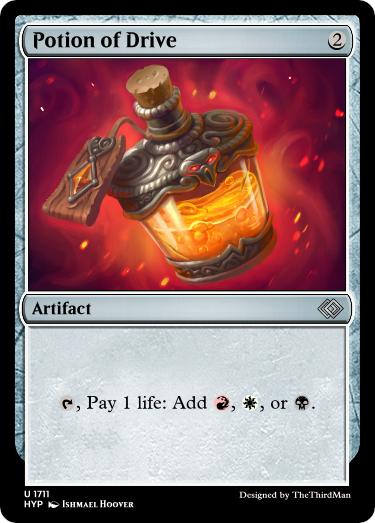 Potion of Drive 2
Artifact
, Pay 1 life: Add , , or .
U 1711
HYP Ishmael Hoover
Designed by TheThirdMan